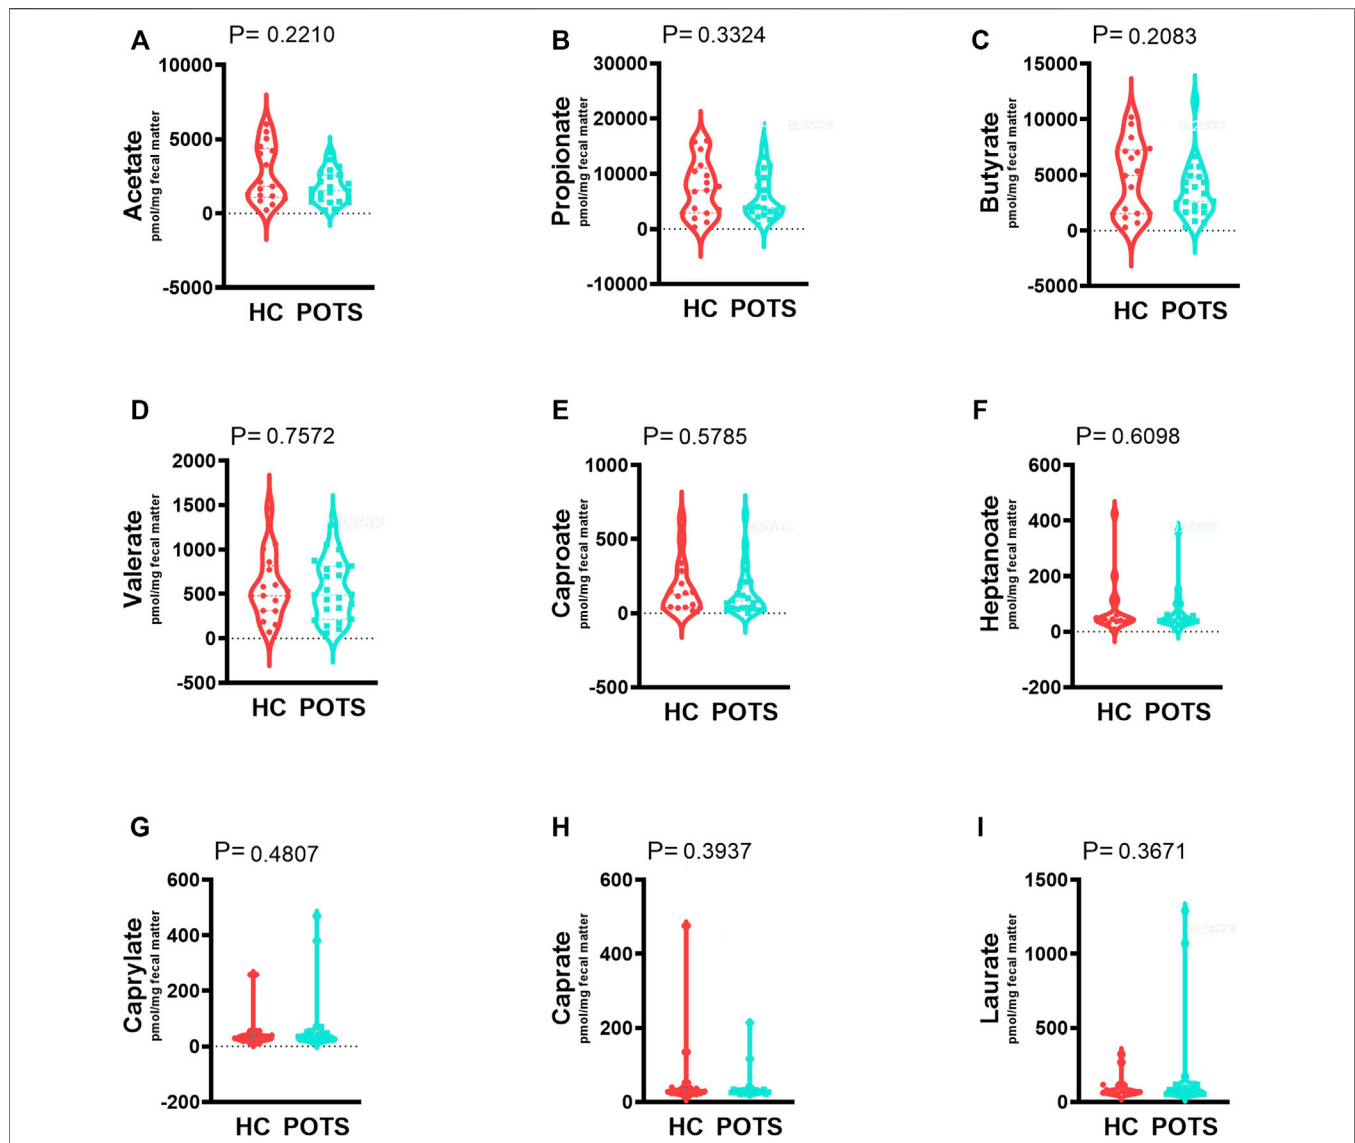 A
P= 0.2210
Acetate
pmol/mg fecal matter
10000
5000
0
-5000
HC POTS
B
P= 0.3324
Propionate
pmol/mg fecal matter
30000
20000
10000
0
-10000
HC POTS
C
P= 0.2083
Butyrate
pmol/mg fecal matter
15000
10000
5000
0
-5000
HC POTS
D
P= 0.7572
Valerate
pmol/mg fecal matter
2000
1500
1000
500
0
-500
HC POTS
E
P= 0.5785
Caproate
pmol/mg fecal matter
1000
500
0
-500
HC POTS
F
P= 0.6098
Heptanoate
pmol/mg fecal matter
600
400
200
0
-200
HC POTS
G
P= 0.4807
Caprylate
pmol/mg fecal matter
600
400
200
0
-200
HC POTS
H
P= 0.3937
Caprate
pmol/mg fecal matter
600
400
200
0
HC POTS
I
P= 0.3671
Laurate
pmol/mg fecal matter
1500
1000
500
0
HC POTS